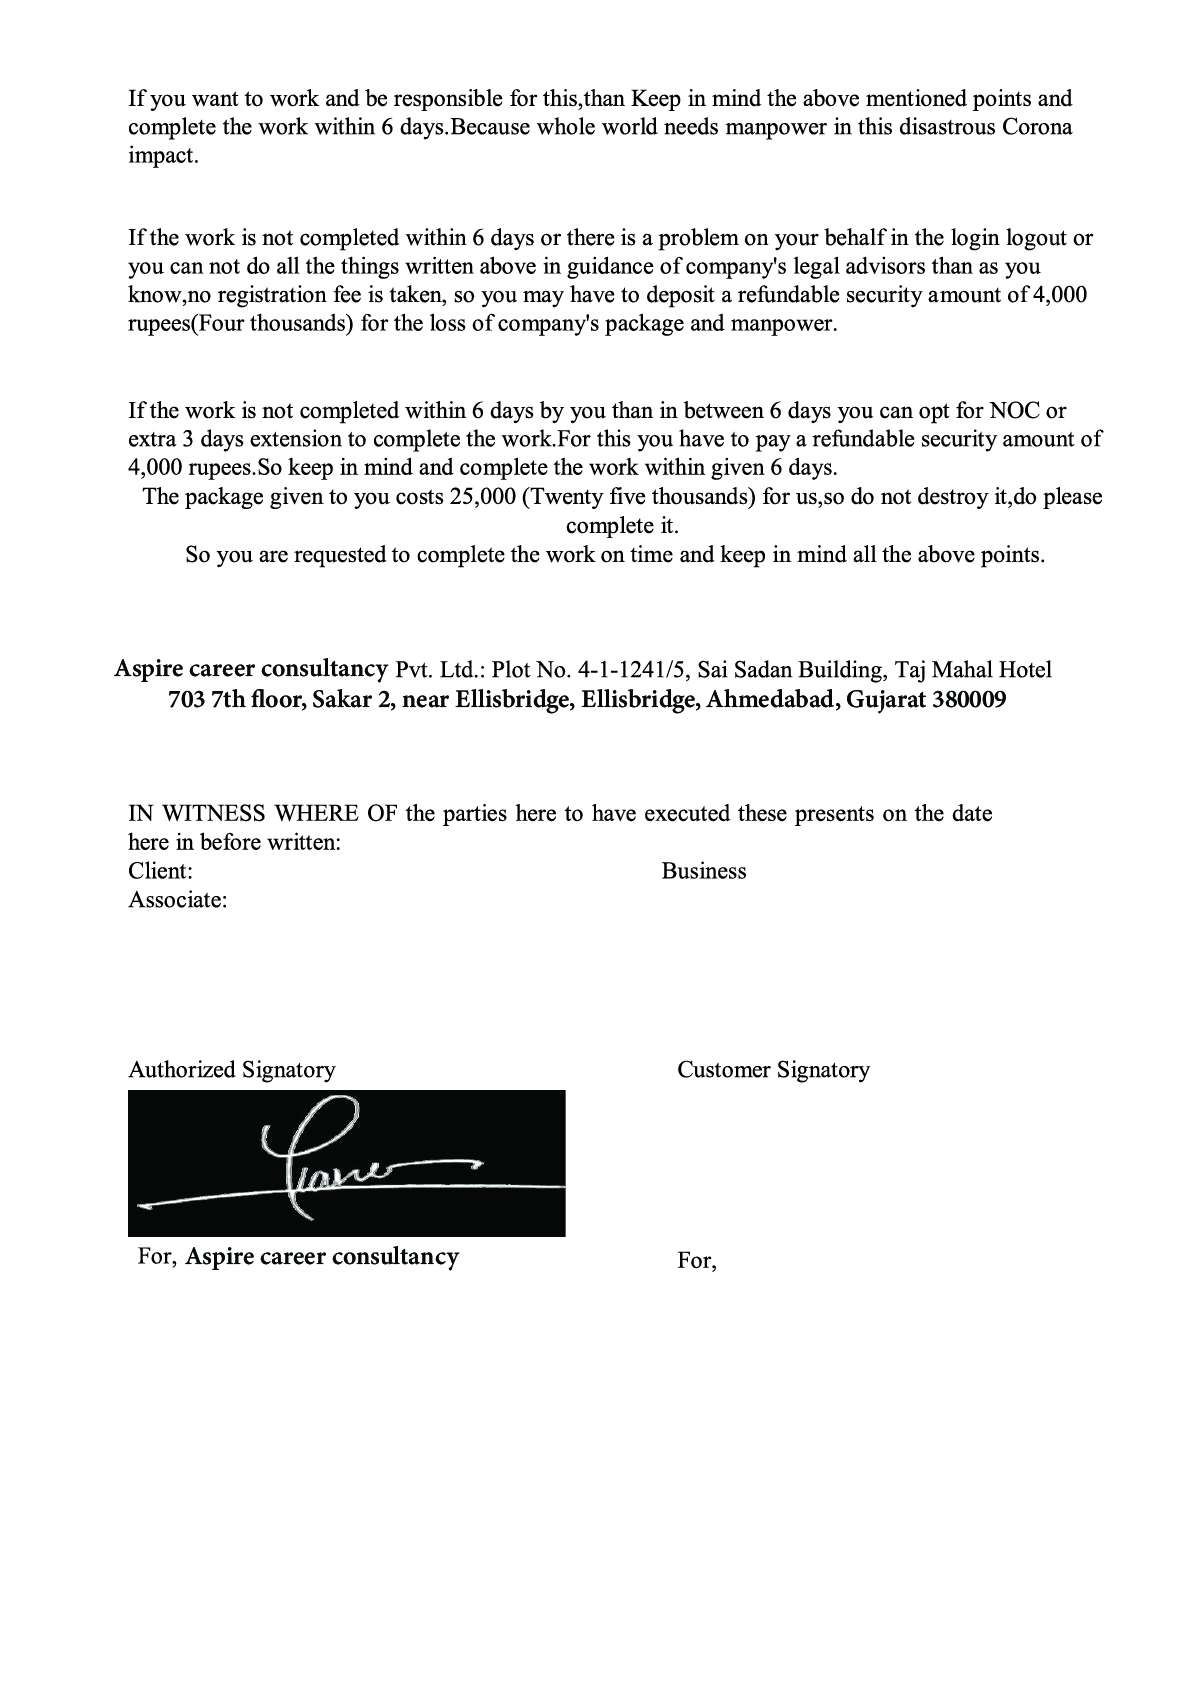 If you want to work and be responsible for this,than Keep in mind the above mentioned points and
complete the work within 6 days.Because whole world needs manpower in this disastrous Corona
impact.
If the work is not completed within 6 days or there is a problem on your behalf in the login logout or
you can not do all the things written above in guidance of company's legal advisors than as you
know,no registration fee is taken, so you may have to deposit a refundable security amount of 4,000
rupees(Four thousands) for the loss of company's package and manpower.
If the work is not completed within 6 days by you than in between 6 days you can opt for NOC or
extra 3 days extension to complete the work.For this you have to pay a refundable security amount of
4,000 rupees.So keep in mind and complete the work within given 6 days.
The package given to you costs 25,000 (Twenty five thousands) for us,so do not destroy it,do please
complete it.
So you are requested to complete the work on time and keep in mind all the above points.
Aspire career consultancy Pvt. Ltd.: Plot No. 4-1-1241/5, Sai Sadan Building, Taj Mahal Hotel
703 7th floor, Sakar 2, near Ellisbridge, Ellisbridge, Ahmedabad, Gujarat 380009
IN WITNESS WHERE OF the parties here to have executed these presents on the date
here in before written:
Client: Business
Associate:
Authorized Signatory Customer Signatory
For, Aspire career consultancy
For,